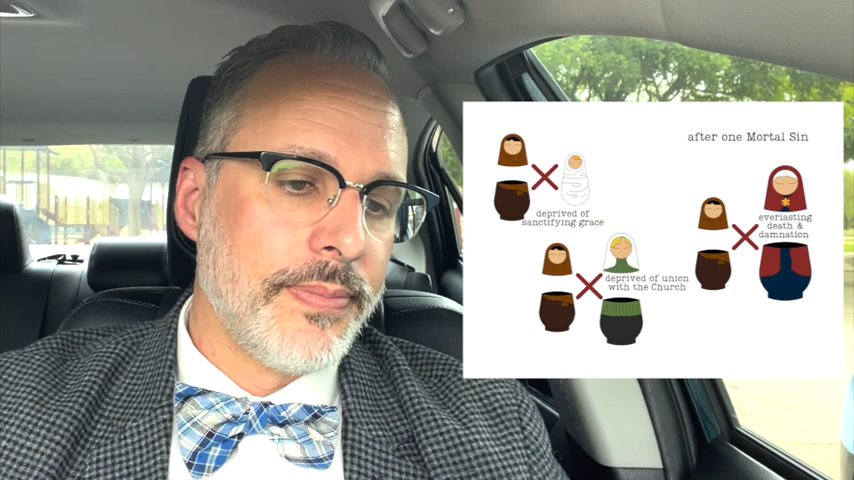 after one Mortal Sin
deprived of
sanctifying grace
deprived of union
with the Church
everlasting
death &
damnation